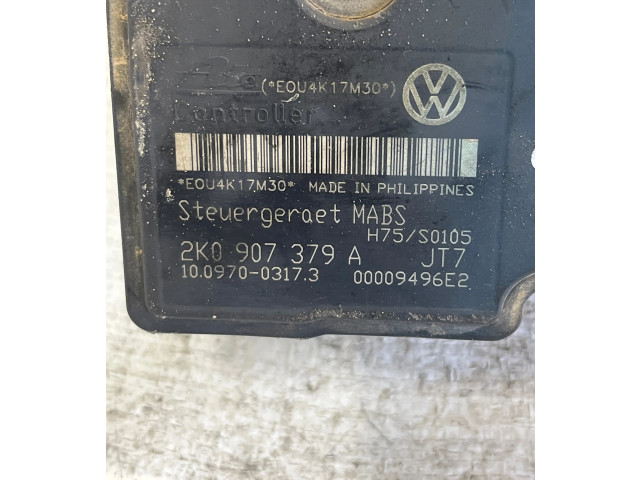 (*EOU4K17M30*)
Controller
*EOU4K17M30* MADE IN PHILIPPINES
Steuergeraet MABS
H75/S0105
2K0 907 379 A JT7
10.0970-0317.3 00009496E2